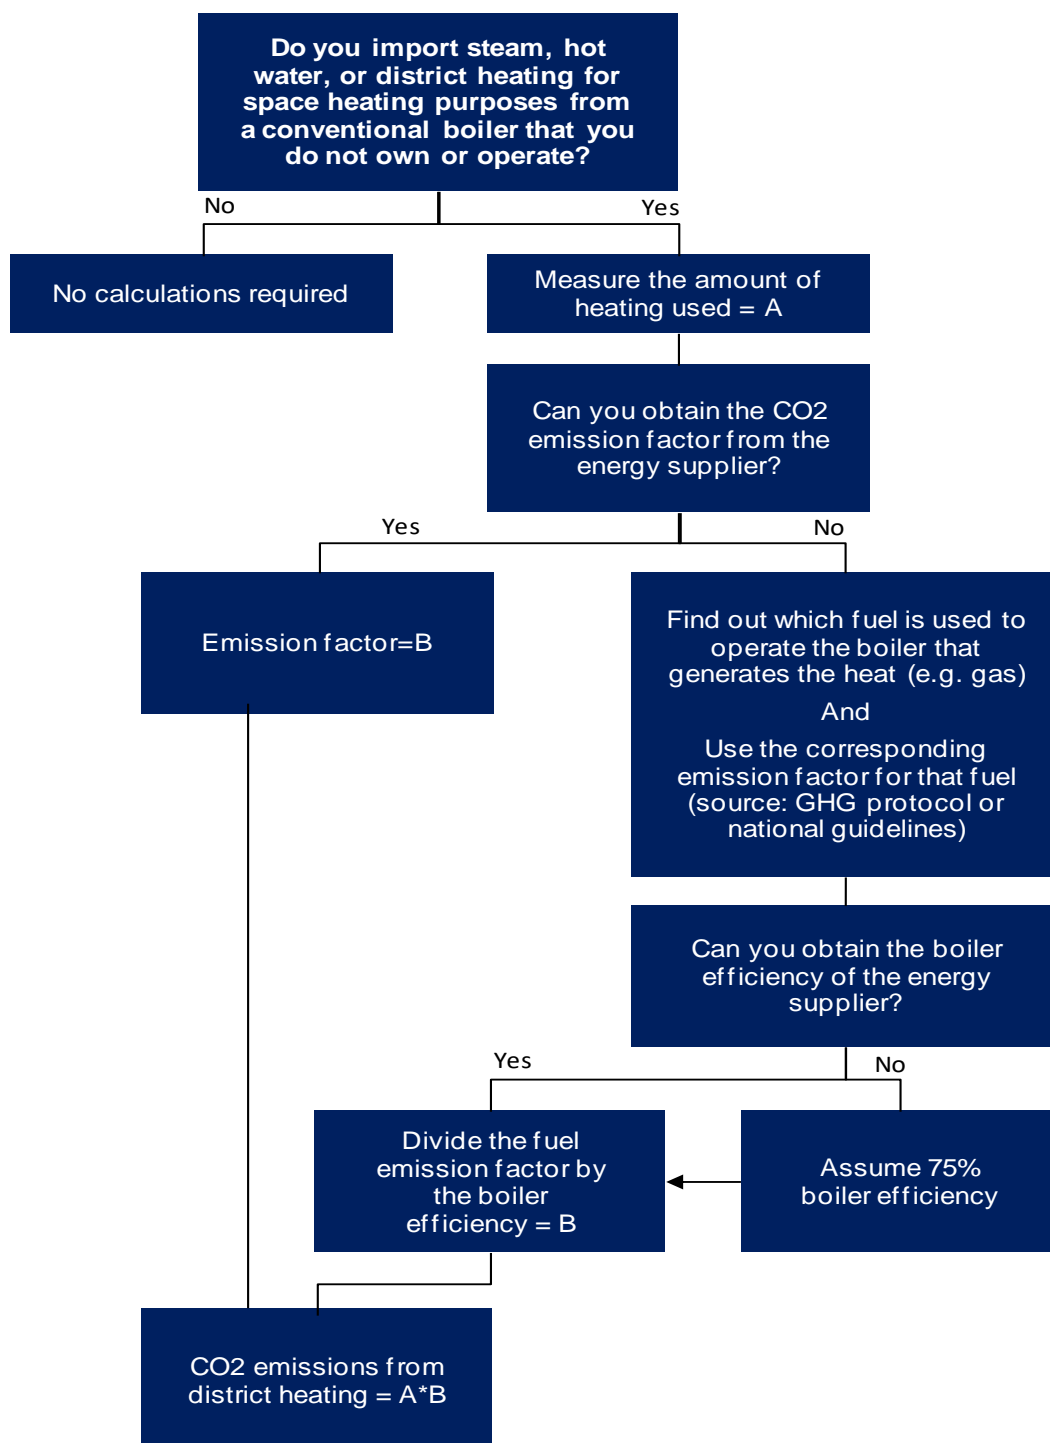 Do you import steam, hot
water, or district heating for
space heating purposes from
a conventional boiler that you
do not own or operate?
No
Yes
No calculations required
Measure the amount of
heating used = A
Can you obtain the CO2
emission factor from the
energy supplier?
Yes
No
Emission factor=B
Find out which fuel is used to
operate the boiler that
generates the heat (e.g. gas)
And
Use the corresponding
emission factor for that fuel
(source: GHG protocol or
national guidelines)
Can you obtain the boiler
efficiency of the energy
supplier?
Yes
No
Divide the fuel
emission factor by
the boiler
efficiency = B
Assume 75%
boiler efficiency
CO2 emissions from
district heating = A*B